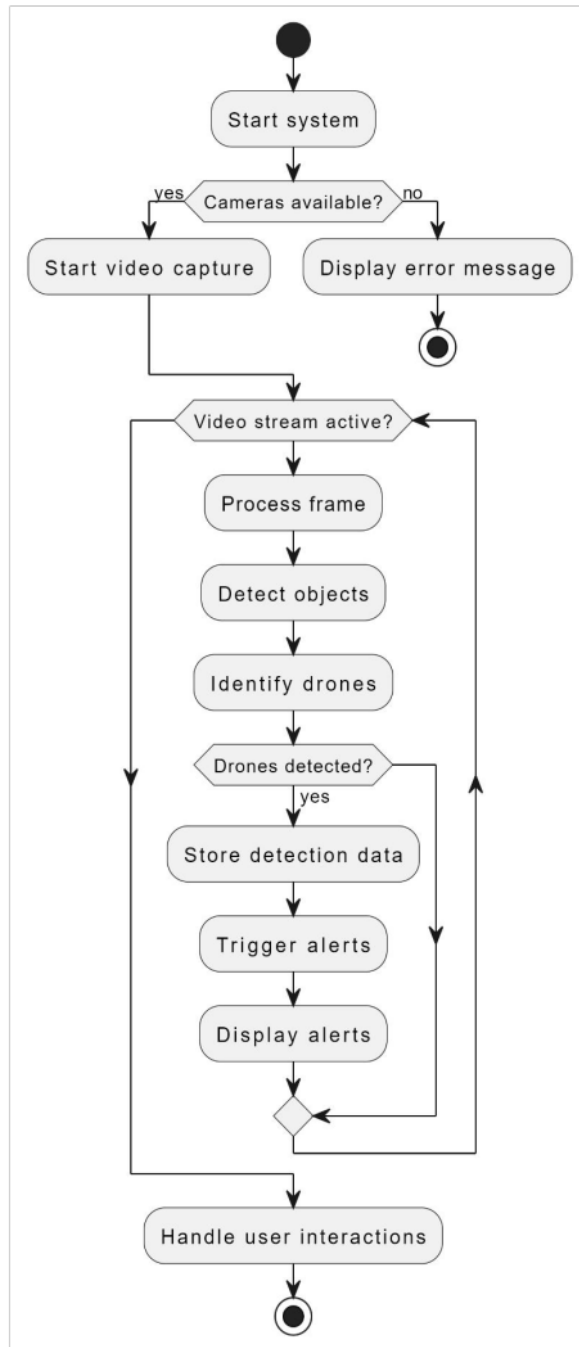 Start system
yes
Cameras available?
no
Start video capture
Display error message
Video stream active?
Process frame
Detect objects
Identify drones
Drones detected?
yes
Store detection data
Trigger alerts
Display alerts
Handle user interactions